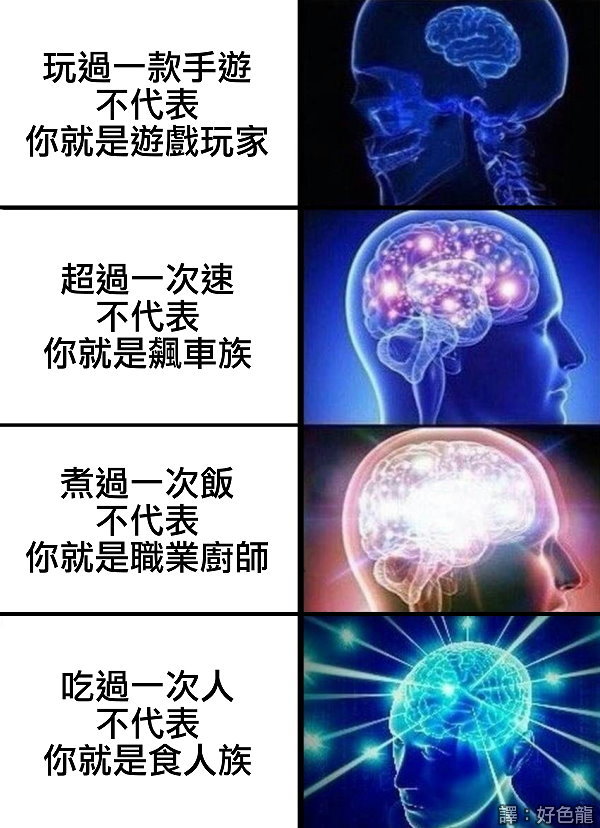 玩過一款手遊
不代表
你就是遊戲玩家
超過一次速
不代表
你就是飆車族
煮過一次飯
不代表
你就是職業廚師
吃過一次人
不代表
你就是食人族
譯：好色龍